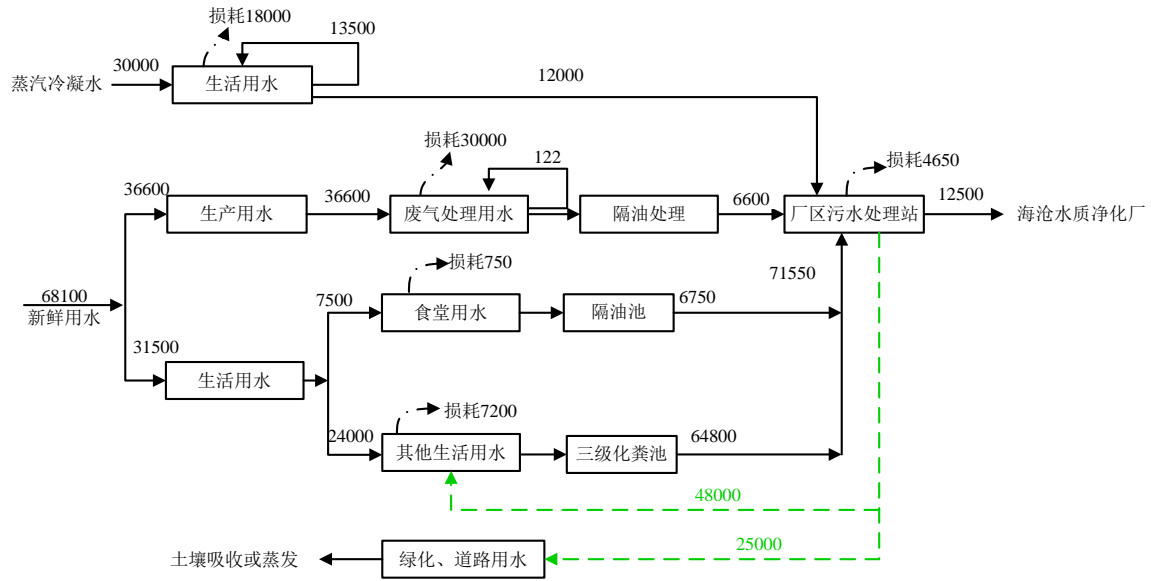 损耗18000
13500
30000
蒸汽冷凝水
生活用水
12000
损耗30000
122
损耗4650
36600
生产用水
36600
废气处理用水
隔油处理
6600
厂区污水处理站
12500
海沧水质净化厂
68100
新鲜用水
损耗750
7500
食堂用水
隔油池
6750
71550
31500
生活用水
损耗7200
24000
其他生活用水
三级化粪池
64800
48000
土壤吸收或蒸发
绿化、道路用水
25000